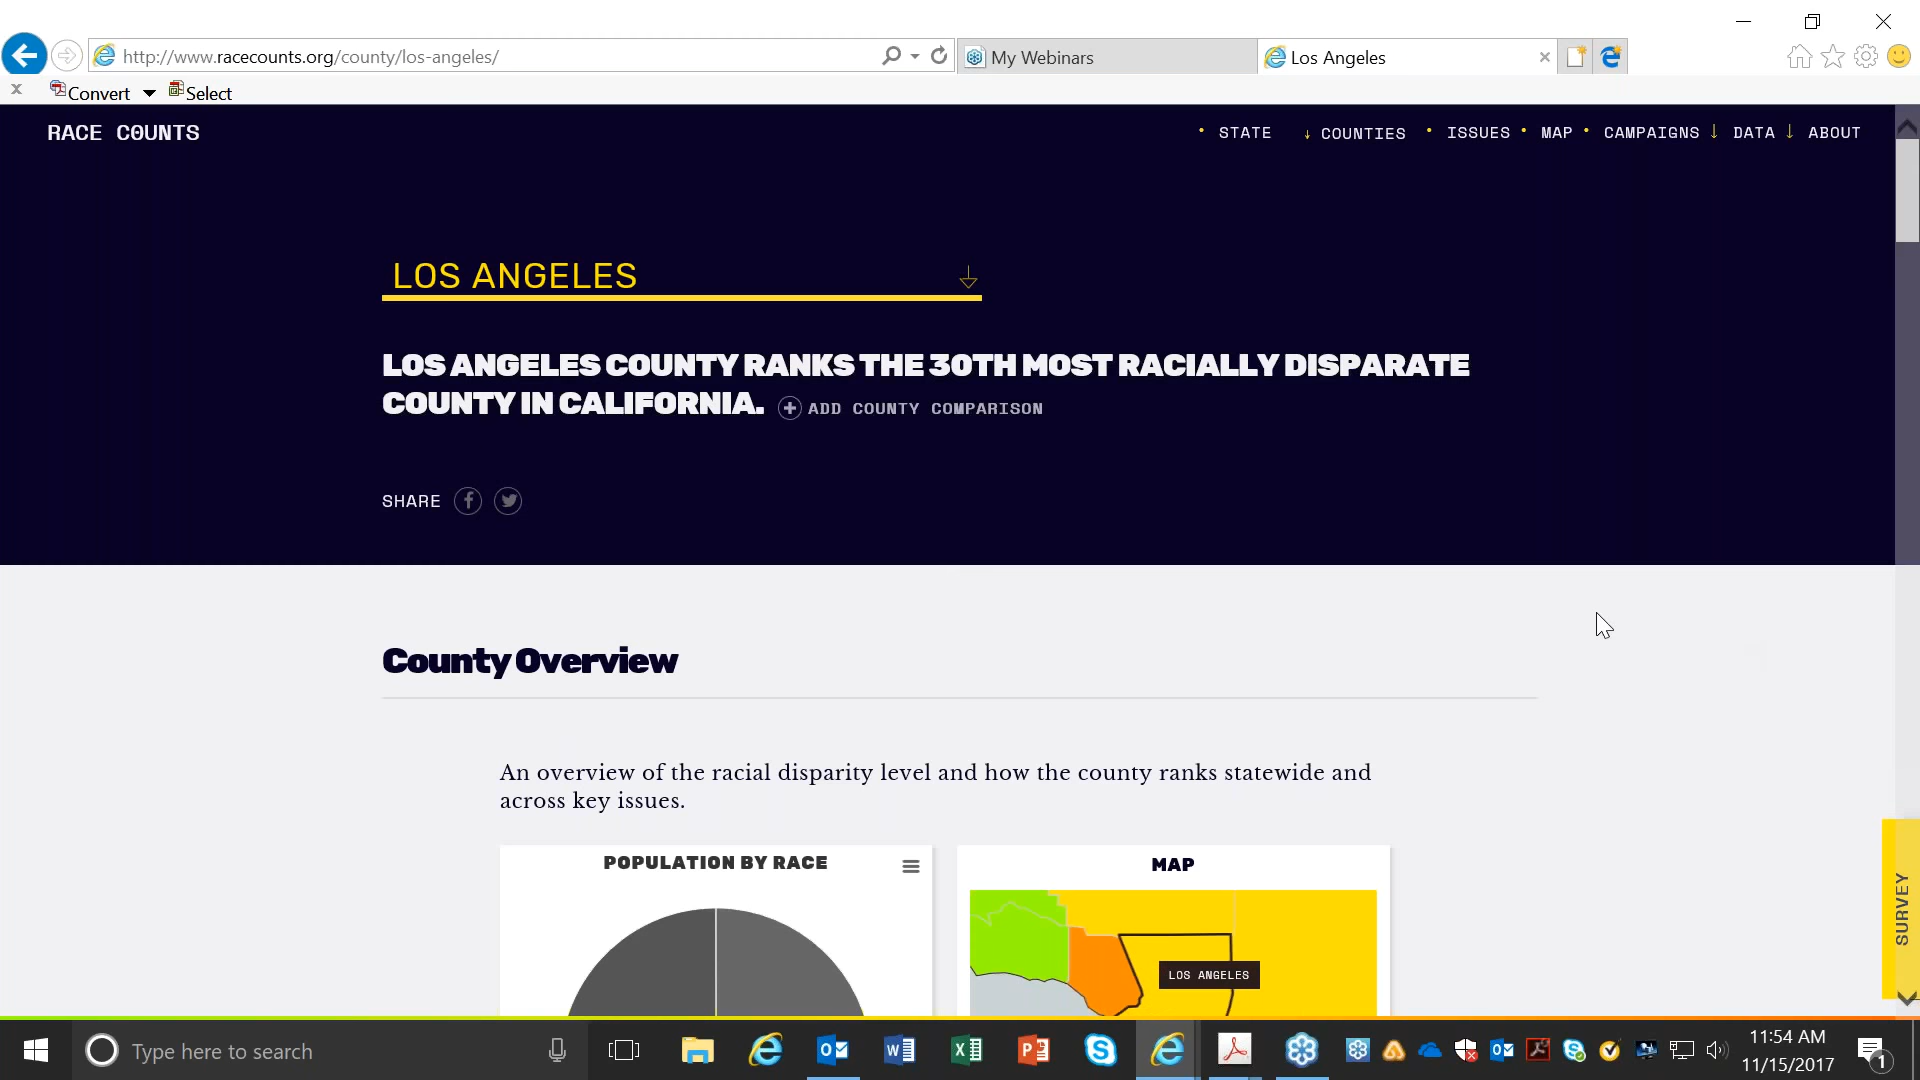 http://www.racecounts.org/county/los-angeles/
My Webinars
Los Angeles
Convert
Select
RACE COUNTS
STATE
COUNTIES
ISSUES
MAP
CAMPAIGNS
DATA
ABOUT
LOS ANGELES
LOS ANGELES COUNTY RANKS THE 30TH MOST RACIALLY DISPARATE
COUNTY IN CALIFORNIA.
ADD COUNTY COMPARISON
SHARE
County Overview
An overview of the racial disparity level and how the county ranks statewide and
across key issues.
POPULATION BY RACE
MAP
LOS ANGELES
SURVEY
Type here to search
11:54 AM
11/15/2017
1